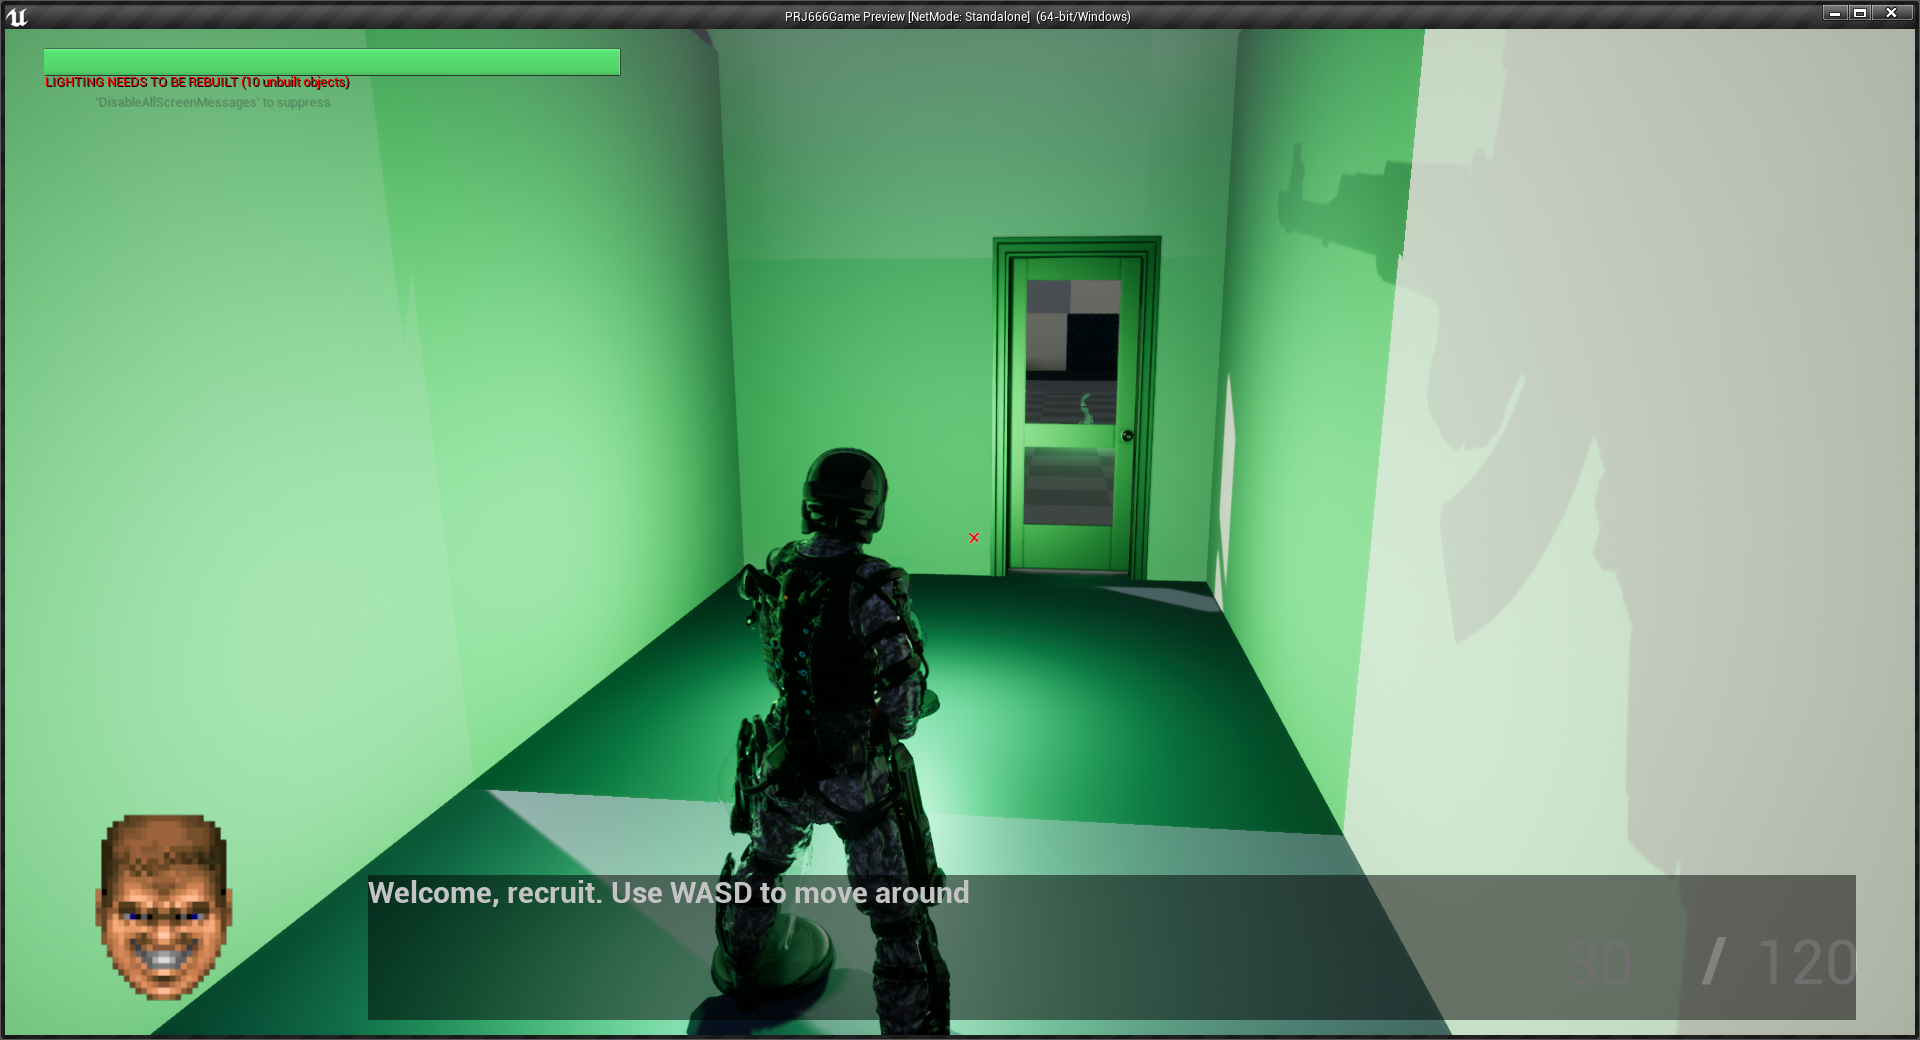 PRJ666Game Preview [NetMode: Standalone] (64-bit/Windows)
LIGHTING NEEDS TO BE REBUILT (10 unbuilt objects)
'DisableAllScreenMessages' to suppress
Welcome, recruit. Use WASD to move around
30 / 120